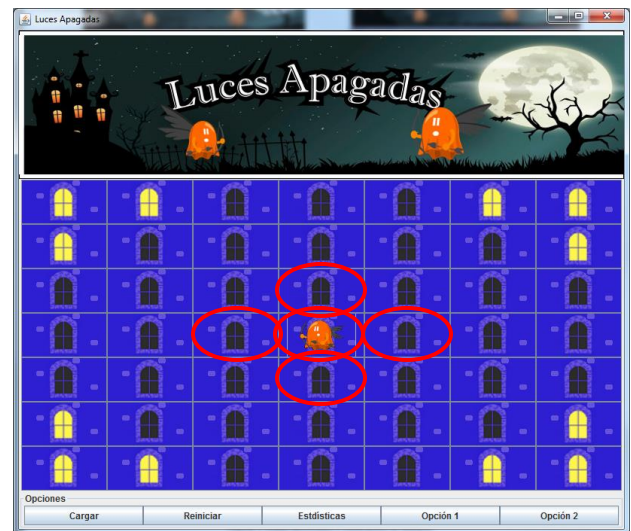 Luces Apagadas
Luces Apagadas
Opciones
Cargar
Reiniciar
Estdísticas
Opción 1
Opción 2